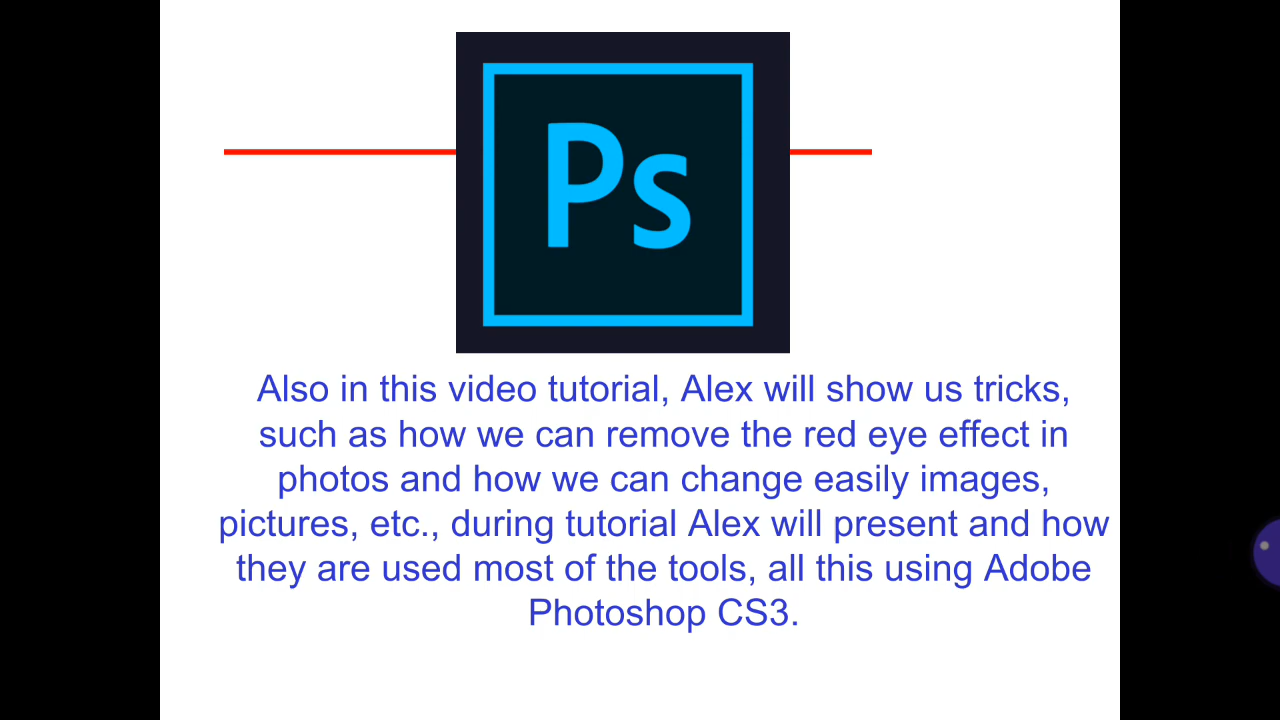 Ps
Also in this video tutorial, Alex will show us tricks,
such as how we can remove the red eye effect in
photos and how we can change easily images,
pictures, etc., during tutorial Alex will present and how
they are used most of the tools, all this using Adobe
Photoshop CS3.